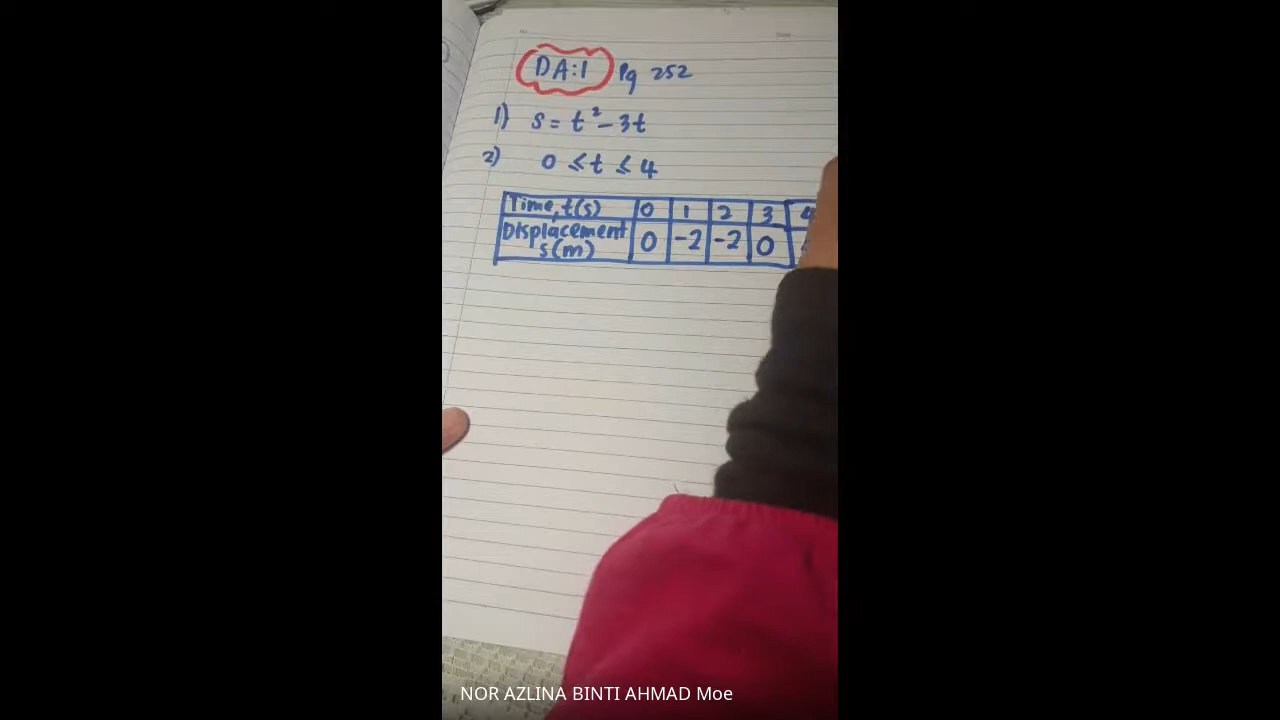 DA:1 Pg 252
1) s = t² - 3t
2) 0 ≤ t ≤ 4
Time, t(s) 0 1 2 3 4
Displacement s(m) 0 -2 -2 0
NOR AZLINA BINTI AHMAD Moe